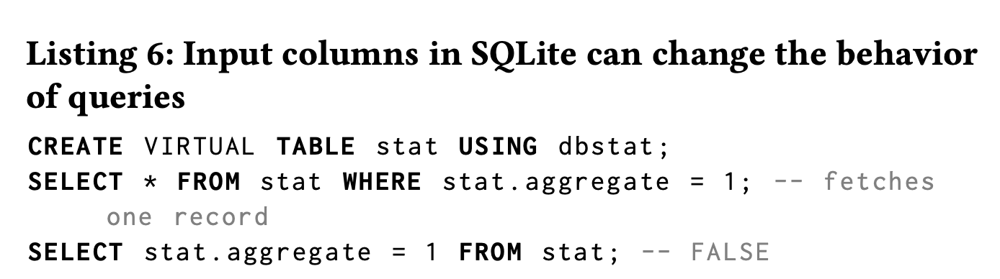 Listing 6: Input columns in SQLite can change the behavior
of queries
CREATE VIRTUAL TABLE stat USING dbstat;
SELECT * FROM stat WHERE stat.aggregate = 1; -- fetches
one record
SELECT stat.aggregate = 1 FROM stat; -- FALSE